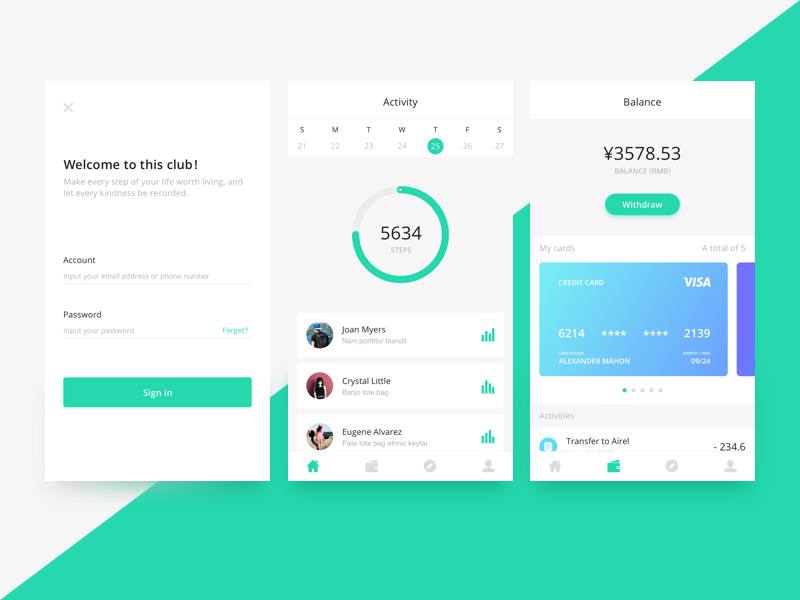 Welcome to this club!
Make every step of your life worth living, and
let every kindness be recorded.
Account
Input your email address or phone number
Password
Input your password
Forget?
Sign in
Activity
S M T W T F S
21 22 23 24 25 26 27
5634
STEPS
Joan Myers
Nam porttitor blandit
Crystal Little
Banjo tote bag
Eugene Alvarez
Fixie tote bag ethnic keytar.
Balance
¥3578.53
BALANCE (RMB)
Withdraw
My cards
A total of 5
CREDIT CARD
VISA
6214 **** **** 2139
CARD HOLDER
MONTH / YEAR
ALEXANDER MAHON
09/24
Activities
Transfer to Airel
- 234.6